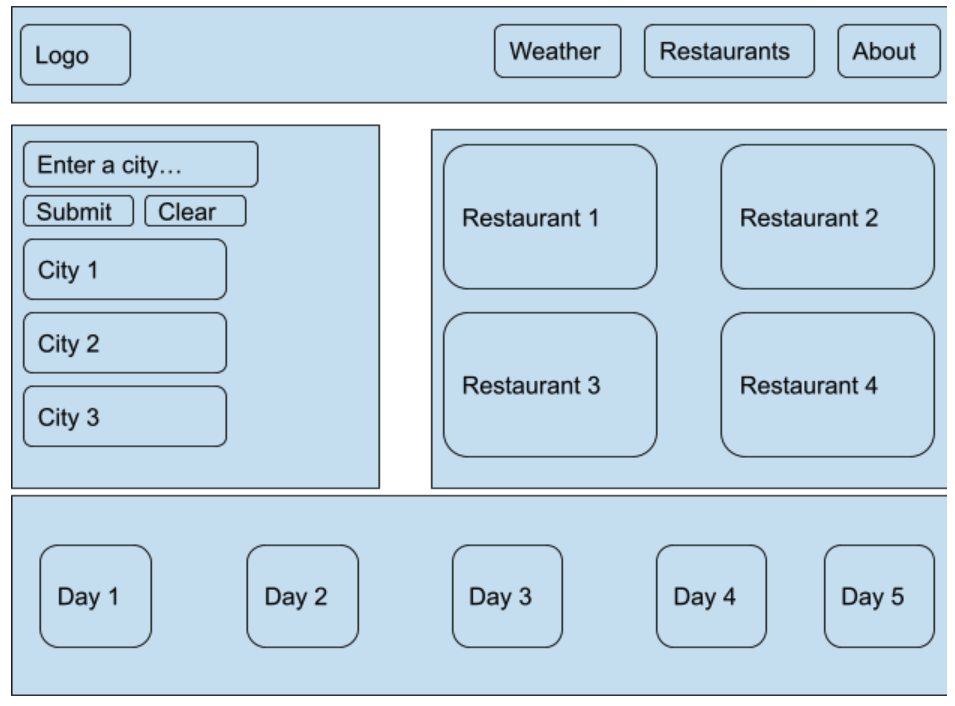 Logo
Weather
Restaurants
About
Enter a city…
Submit
Clear
City 1
City 2
City 3
Restaurant 1
Restaurant 2
Restaurant 3
Restaurant 4
Day 1
Day 2
Day 3
Day 4
Day 5